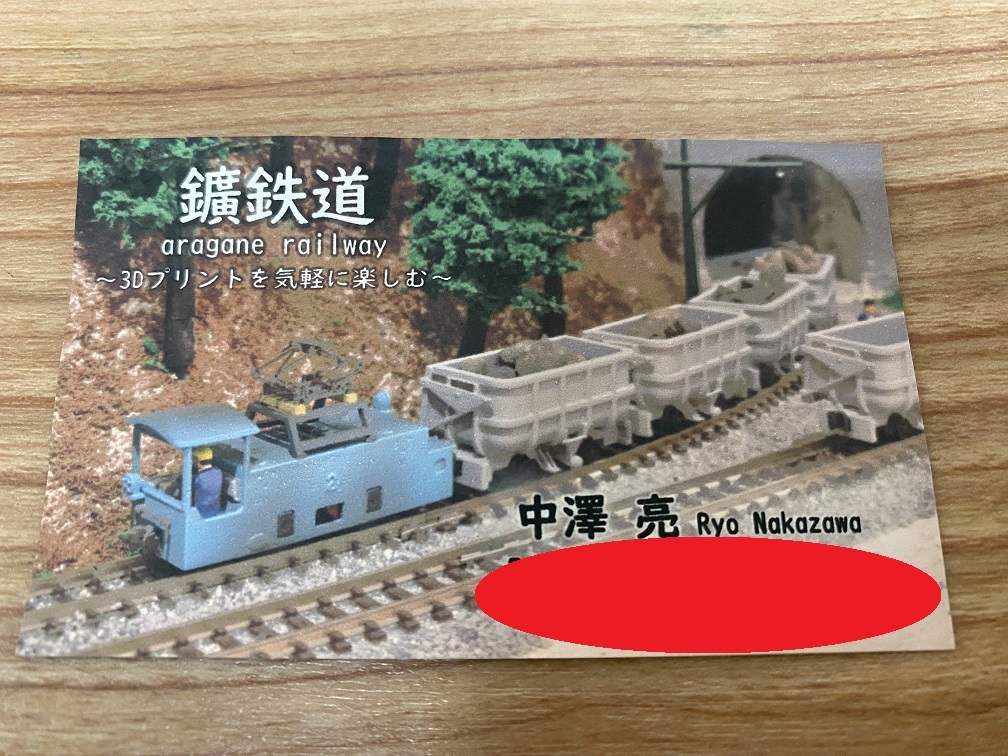 鑛鉄道
aragane railway
～3Dプリントを気軽に楽しむ～
2
中澤 亮 Ryo Nakazawa